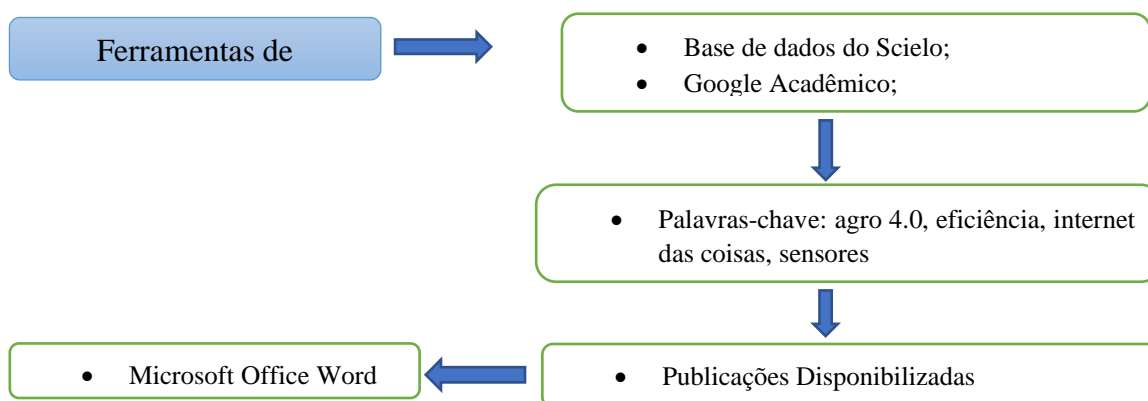 Ferramentas de
• Base de dados do Scielo;
• Google Acadêmico;
• Palavras-chave: agro 4.0, eficiência, internet
das coisas, sensores
• Publicações Disponibilizadas
• Microsoft Office Word